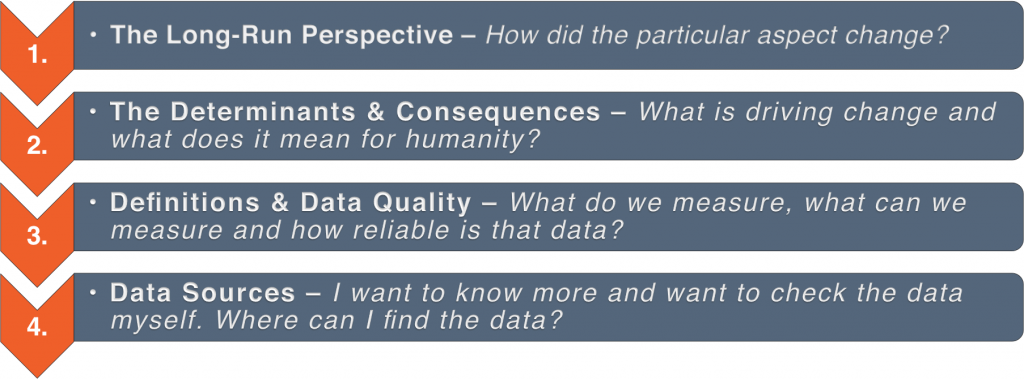 1.
• The Long-Run Perspective – How did the particular aspect change?
2.
• The Determinants & Consequences – What is driving change and
what does it mean for humanity?
3.
• Definitions & Data Quality – What do we measure, what can we
measure and how reliable is that data?
4.
• Data Sources – I want to know more and want to check the data
myself. Where can I find the data?